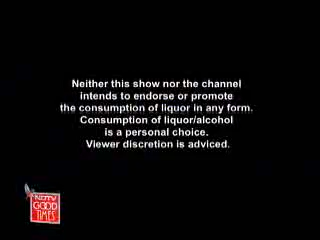 Neither this show nor the channel
intends to endorse or promote
the consumption of liquor in any form.
Consumption of liquor/alcohol
is a personal choice.
Viewer discretion is adviced.
NDTV
GOOD
TIMES